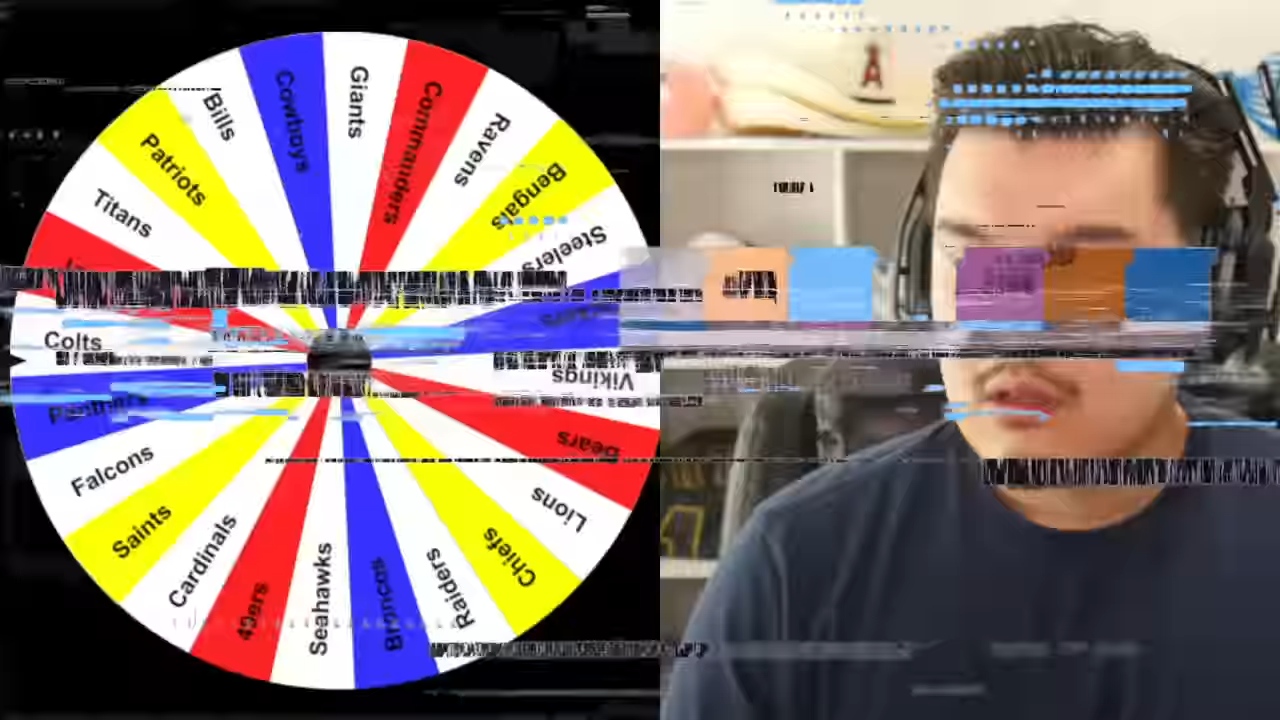 Cowboys
Giants
Commanders
Ravens
Bengals
Steelers
Vikings
Bears
Lions
Chiefs
Raiders
Broncos
Seahawks
49ers
Cardinals
Saints
Falcons
Panthers
Colts
Titans
Patriots
Bills
A